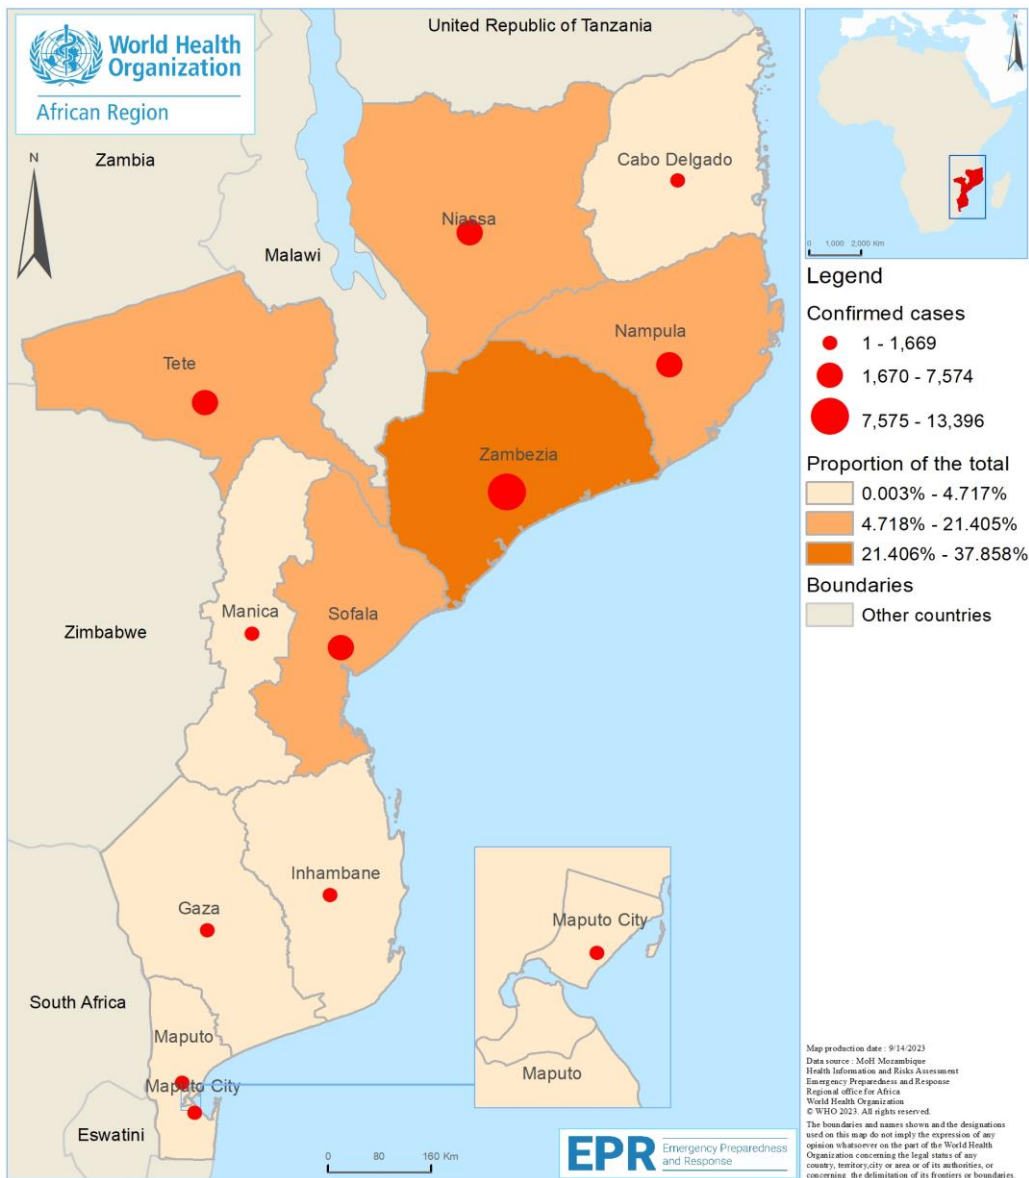 World Health
Organization
African Region
United Republic of Tanzania
Zambia
N
Malawi
Cabo Delgado
Niassa
Nampula
Tete
Zambezia
Manica
Sofala
Zimbabwe
Inhambane
Gaza
South Africa
Maputo
Maputo City
Eswatini
Maputo City
Maputo
0 80 160 Km
EPR
Emergency Preparedness
and Response
N
0 1,000 2,000 Km
Legend
Confirmed cases
1 - 1,669
1,670 - 7,574
7,575 - 13,396
Proportion of the total
0.003% - 4.717%
4.718% - 21.405%
21.406% - 37.858%
Boundaries
Other countries
Map production date : 9/14/2023
Data source : MoH Mozambique
Health Information and Risks Assessment
Emergency Preparedness and Response
Regional office for Africa
World Health Organization
© WHO 2023. All rights reserved.
The boundaries and names shown and the designations
used on this map do not imply the expression of any
opinion whatsoever on the part of the World Health
Organization concerning the legal status of any
country, territory,city or area or of its authorities, or
concerning the delimitation of its frontiers or boundaries.